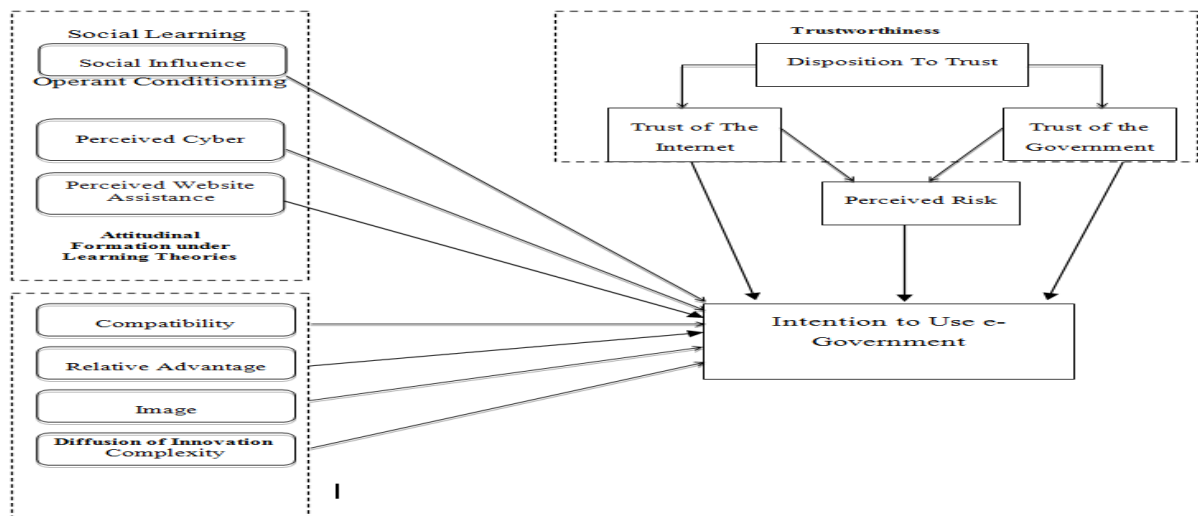 Social Learning
Social Influence
Operant Conditioning
Perceived Cyber
Perceived Website
Assistance
Attitudinal
Formation under
Learning Theories
Compatibility
Relative Advantage
Image
Diffusion of Innovation
Complexity
I
Trustworthiness
Disposition To Trust
Trust of The
Internet
Trust of the
Government
Perceived Risk
Intention to Use e-
Government